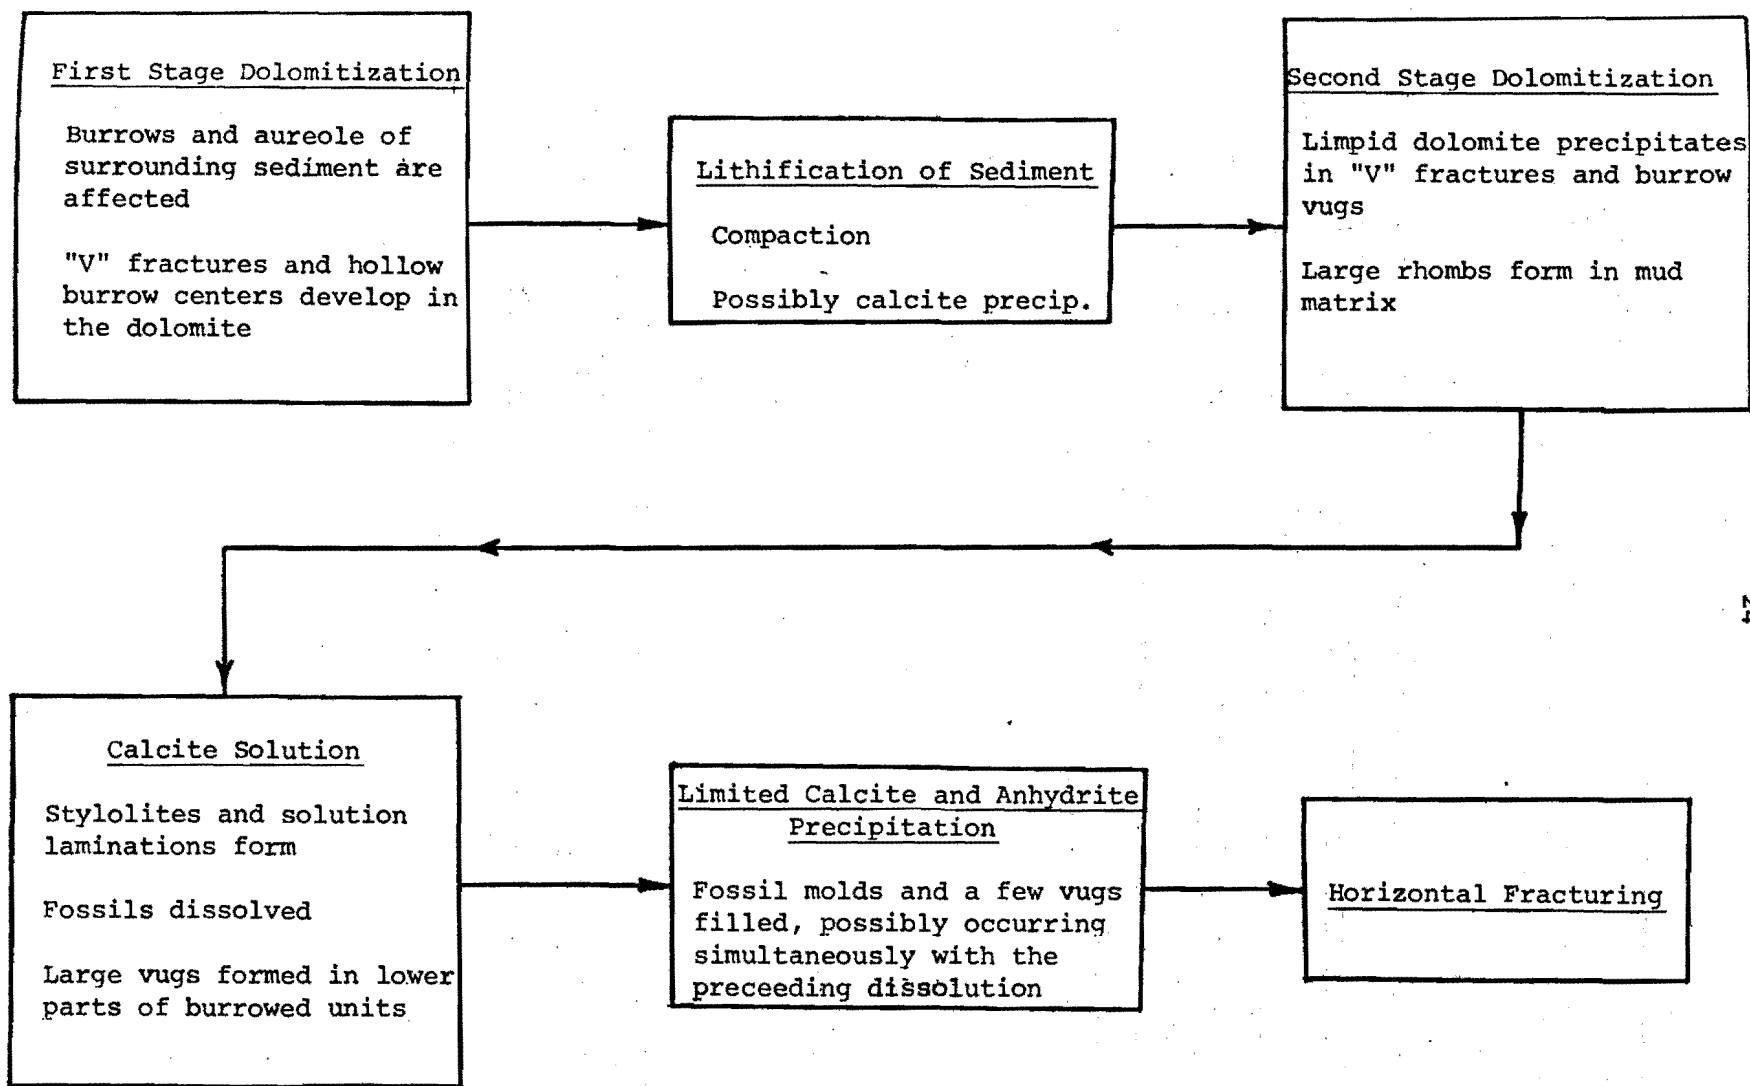 First Stage Dolomitization
Burrows and aureole of
surrounding sediment are
affected
"V" fractures and hollow
burrow centers develop in
the dolomite
Lithification of Sediment
Compaction
Possibly calcite precip.
Second Stage Dolomitization
Limpid dolomite precipitates
in "V" fractures and burrow
vugs
Large rhombs form in mud
matrix
Calcite Solution
Stylolites and solution
laminations form
Fossils dissolved
Large vugs formed in lower
parts of burrowed units
Limited Calcite and Anhydrite
Precipitation
Fossil molds and a few vugs
filled, possibly occurring
simultaneously with the
preceeding dissolution
Horizontal Fracturing